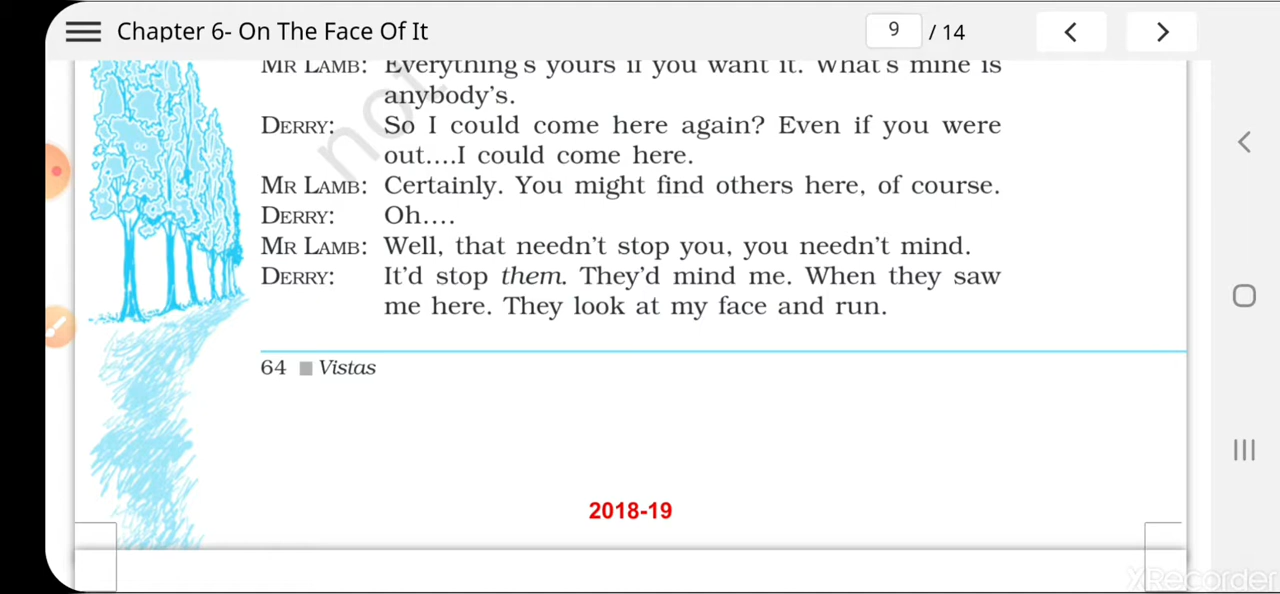 Chapter 6- On The Face Of It
9 / 14
MR LAMB: Everything's yours if you want it. What's mine is
anybody's.
DERRY: So I could come here again? Even if you were
out....I could come here.
MR LAMB: Certainly. You might find others here, of course.
DERRY: Oh....
MR LAMB: Well, that needn't stop you, you needn't mind.
DERRY: It'd stop them. They'd mind me. When they saw
me here. They look at my face and run.
not
64 ■ Vistas
2018-19
XRecorder